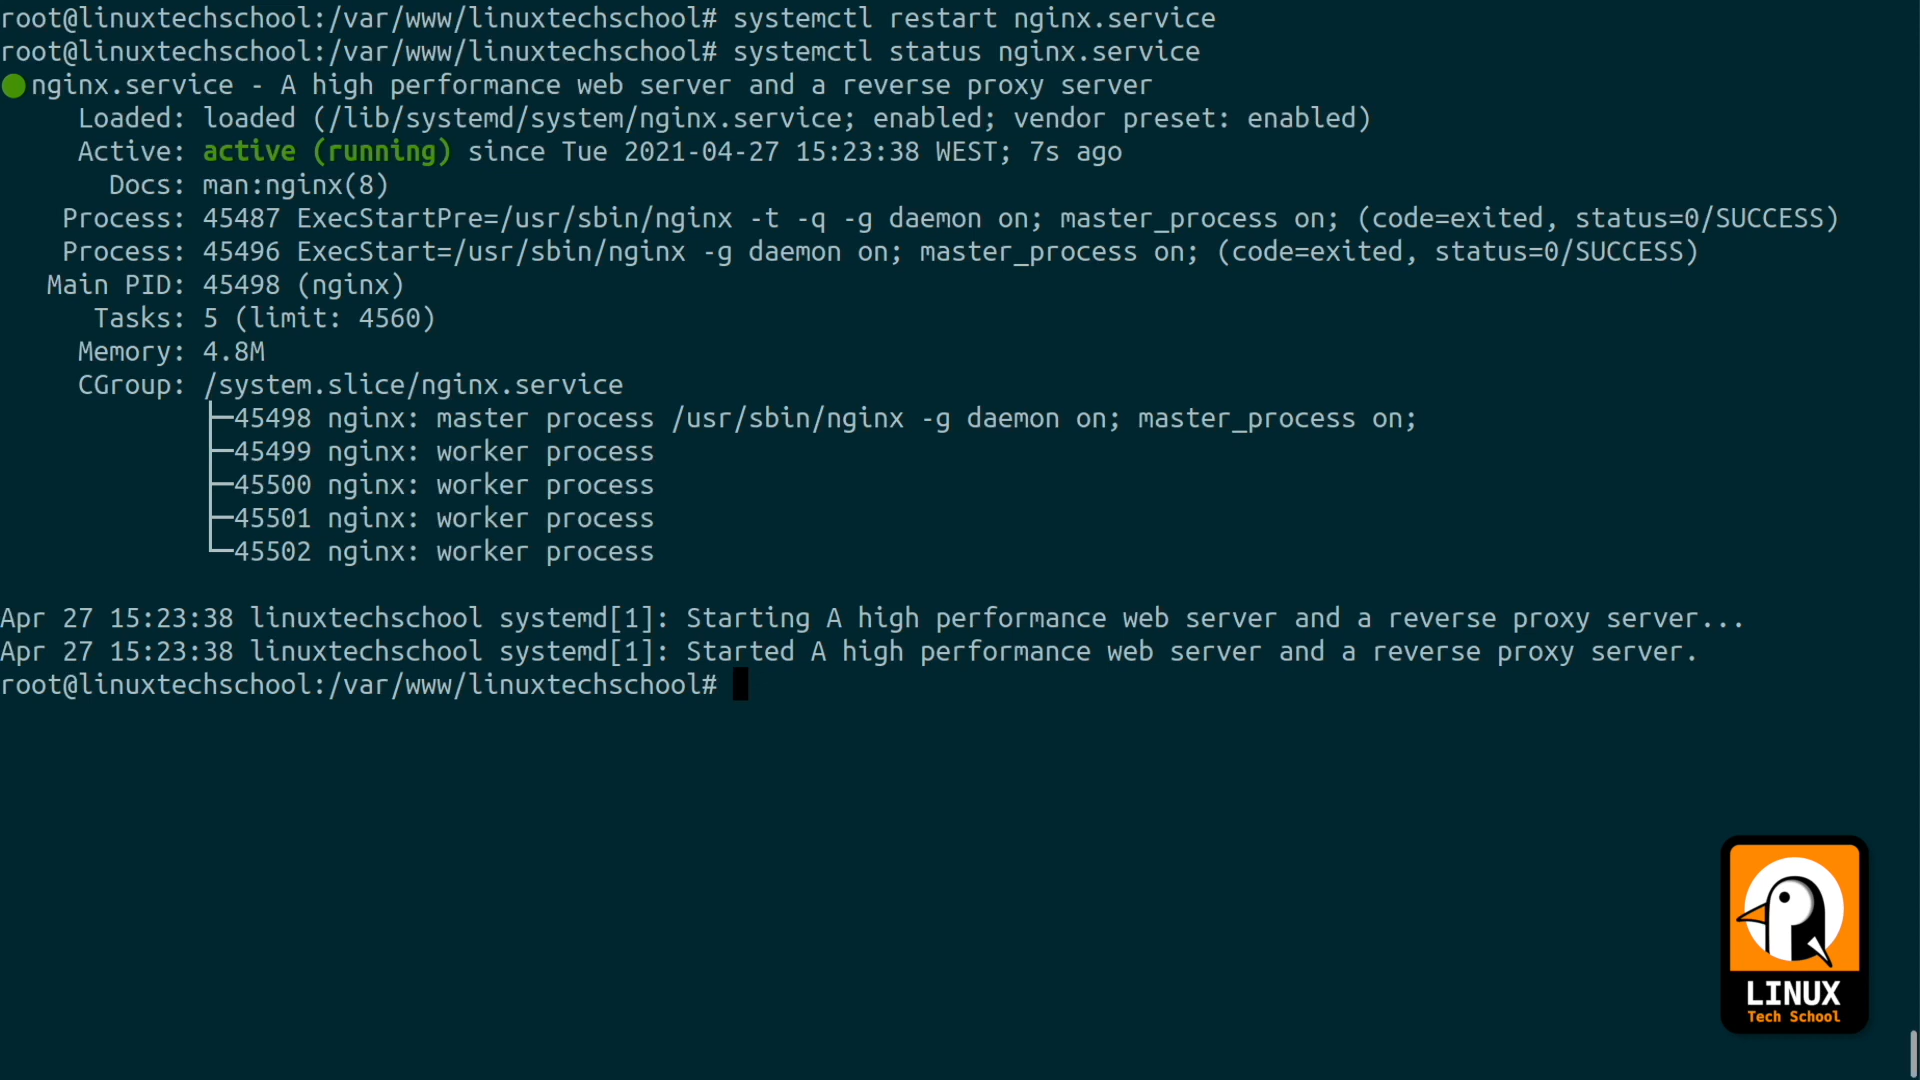 root@linuxtechschool:/var/www/linuxtechschool# systemctl restart nginx.service
root@linuxtechschool:/var/www/linuxtechschool# systemctl status nginx.service
● nginx.service - A high performance web server and a reverse proxy server
Loaded: loaded (/lib/systemd/system/nginx.service; enabled; vendor preset: enabled)
Active: active (running) since Tue 2021-04-27 15:23:38 WEST; 7s ago
Docs: man:nginx(8)
Process: 45487 ExecStartPre=/usr/sbin/nginx -t -q -g daemon on; master_process on; (code=exited, status=0/SUCCESS)
Process: 45496 ExecStart=/usr/sbin/nginx -g daemon on; master_process on; (code=exited, status=0/SUCCESS)
Main PID: 45498 (nginx)
Tasks: 5 (limit: 4560)
Memory: 4.8M
CGroup: /system.slice/nginx.service
├─45498 nginx: master process /usr/sbin/nginx -g daemon on; master_process on;
├─45499 nginx: worker process
├─45500 nginx: worker process
├─45501 nginx: worker process
└─45502 nginx: worker process
Apr 27 15:23:38 linuxtechschool systemd[1]: Starting A high performance web server and a reverse proxy server...
Apr 27 15:23:38 linuxtechschool systemd[1]: Started A high performance web server and a reverse proxy server.
root@linuxtechschool:/var/www/linuxtechschool#
LINUX
Tech School